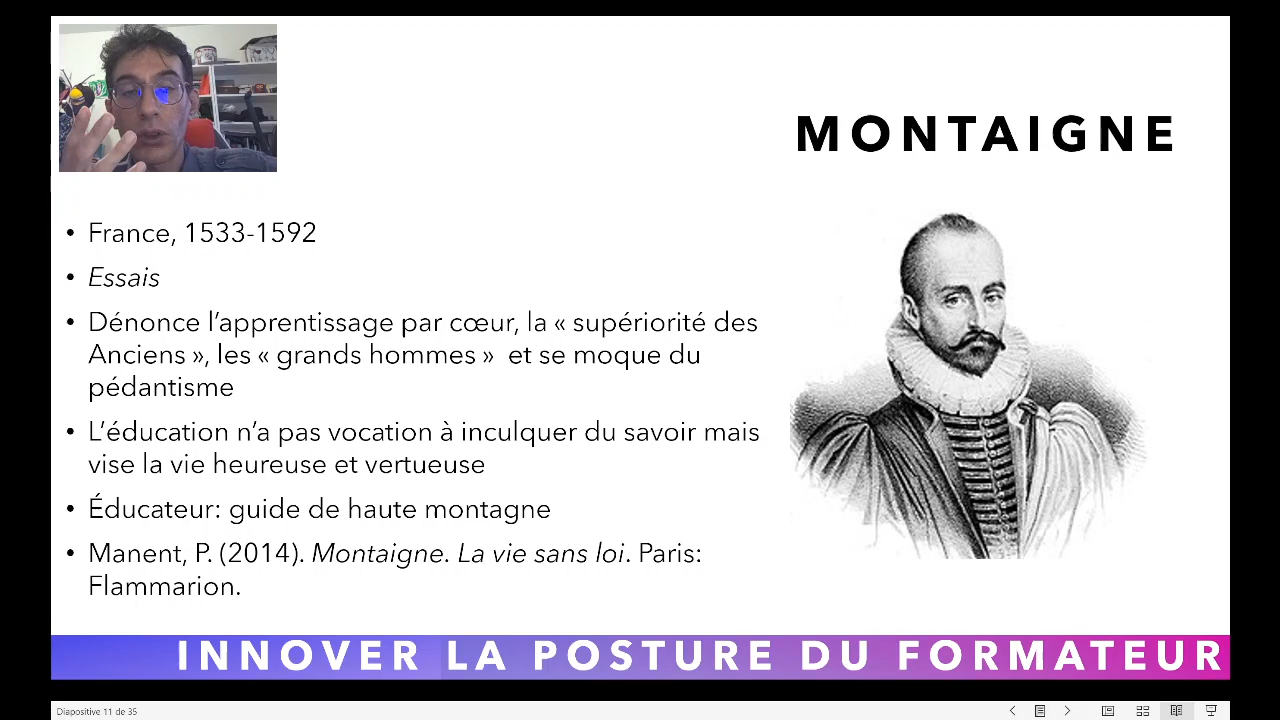 MONTAIGNE
• France, 1533-1592
• Essais
• Dénonce l’apprentissage par cœur, la « supériorité des
Anciens », les « grands hommes »  et se moque du
pédantisme
• L’éducation n’a pas vocation à inculquer du savoir mais
vise la vie heureuse et vertueuse
• Éducateur: guide de haute montagne
• Manent, P. (2014). Montaigne. La vie sans loi. Paris:
Flammarion.
INNOVER LA POSTURE DU FORMATEUR
Diapositive 11 de 35